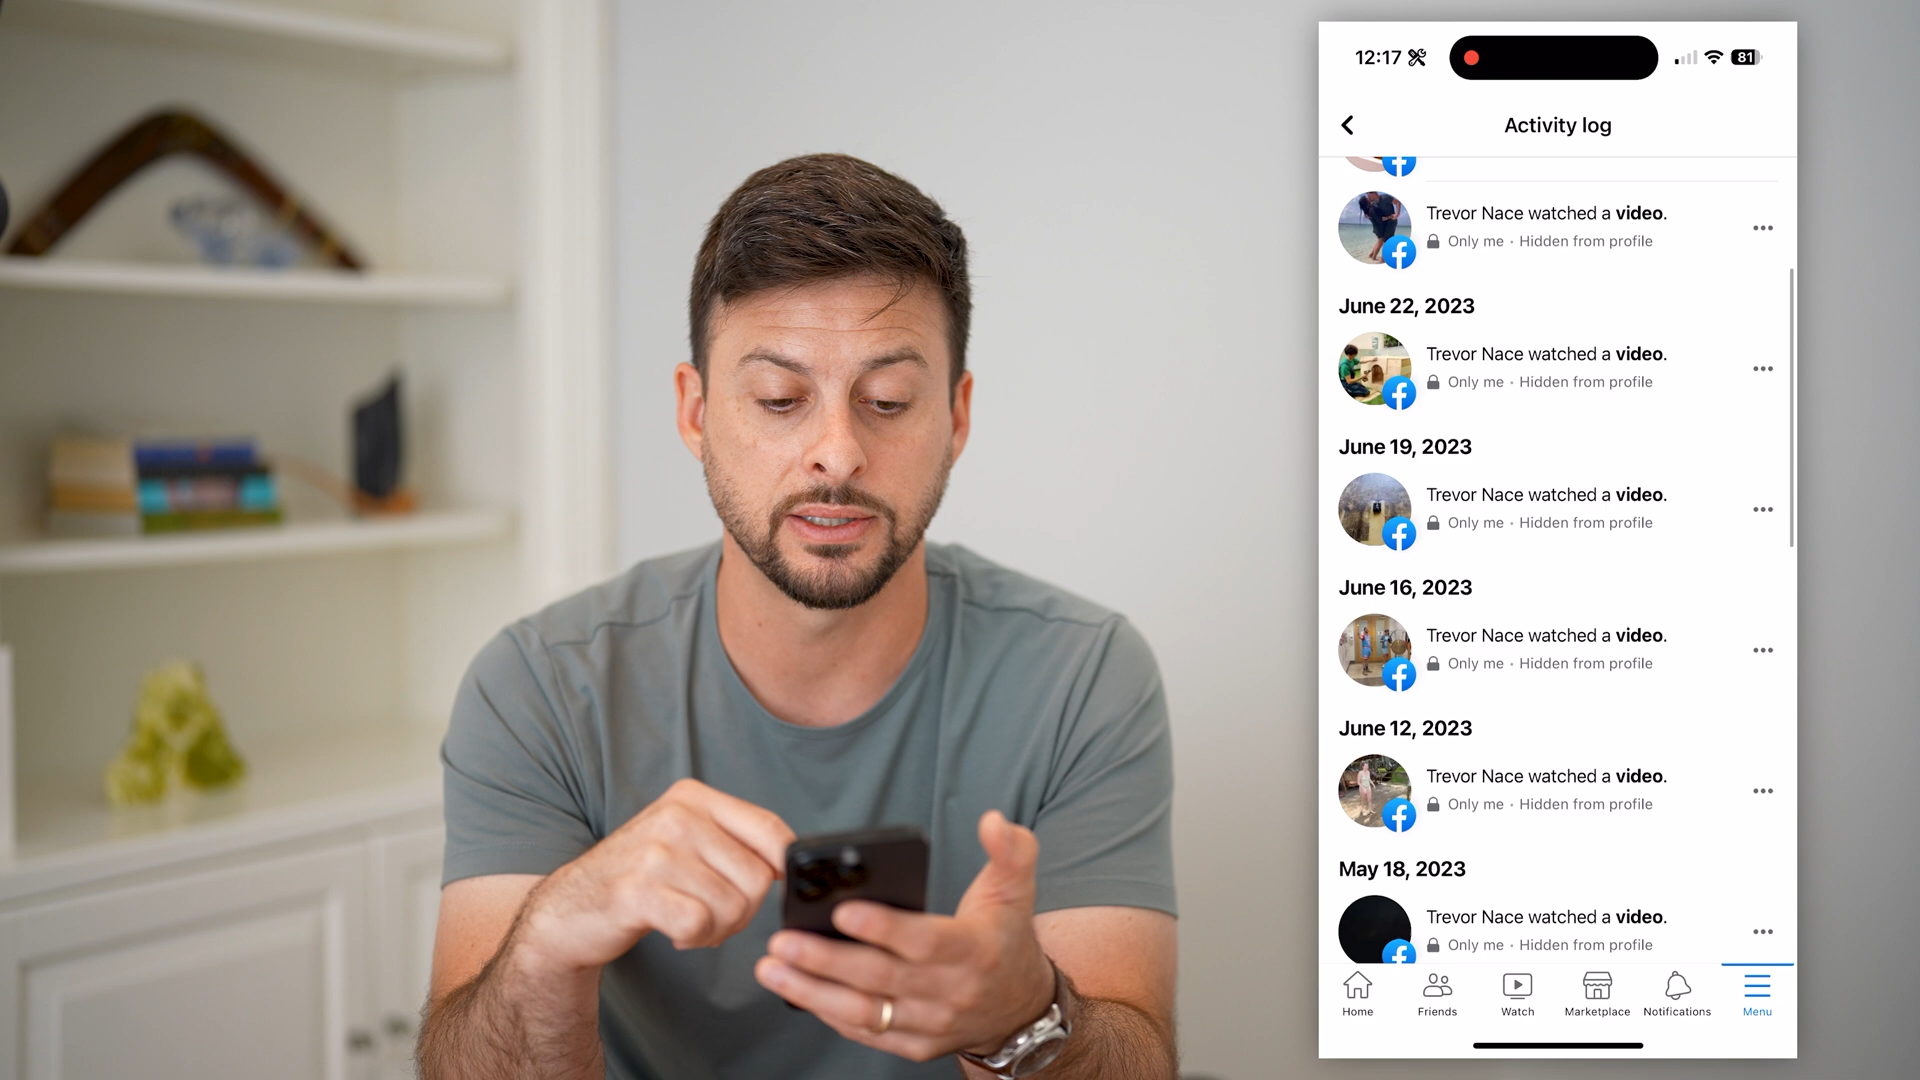 12:17
81
Activity log
Trevor Nace watched a video.
Only me · Hidden from profile
June 22, 2023
Trevor Nace watched a video.
Only me · Hidden from profile
June 19, 2023
Trevor Nace watched a video.
Only me · Hidden from profile
June 16, 2023
Trevor Nace watched a video.
Only me · Hidden from profile
June 12, 2023
Trevor Nace watched a video.
Only me · Hidden from profile
May 18, 2023
Trevor Nace watched a video.
Only me · Hidden from profile
Home Friends Watch Marketplace Notifications Menu